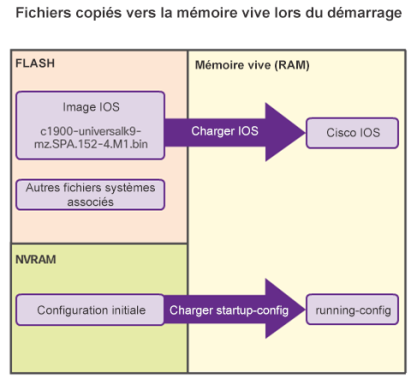 Fichiers copiés vers la mémoire vive lors du démarrage
FLASH
Mémoire vive (RAM)
Image IOS
c1900-universalk9-
mz.SPA.152-4.M1.bin
Charger IOS
Cisco IOS
Autres fichiers systèmes
associés
NVRAM
Configuration initiale
Charger startup-config
running-config